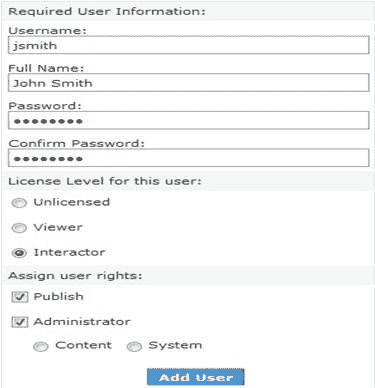 Required User Information:
Username:
jsmith
Full Name:
John Smith
Password:
●●●●●●●●
Confirm Password:
●●●●●●●●
License Level for this user:
Unlicensed
Viewer
Interactor
Assign user rights:
Publish
Administrator
Content System
Add User